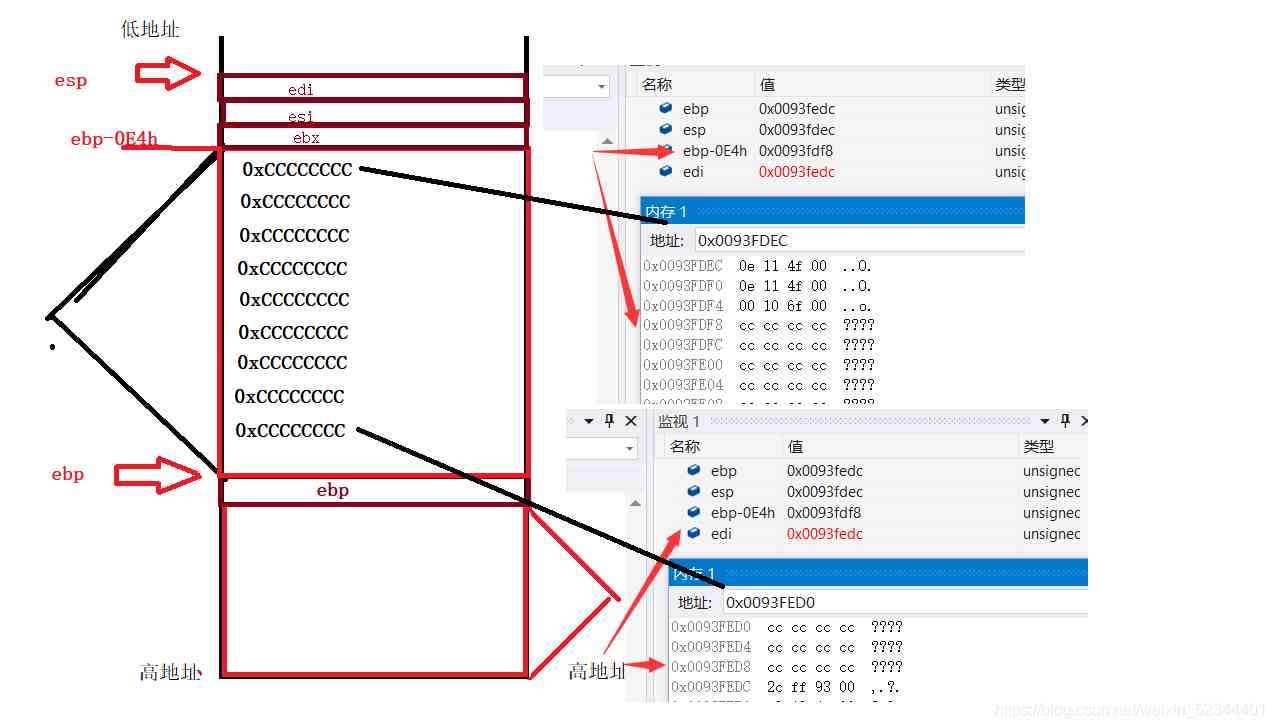 低地址
esp
edi
esi
ebp-0E4h
ebx
0xCCCCCCCC
0xCCCCCCCC
0xCCCCCCCC
0xCCCCCCCC
0xCCCCCCCC
0xCCCCCCCC
0xCCCCCCCC
0xCCCCCCCC
0xCCCCCCCC
ebp
ebp
高地址
高地址
名称 值 类型
ebp 0x0093fedc unsig
esp 0x0093fdec unsig
ebp-0E4h 0x0093fdf8 unsig
edi 0x0093fedc unsig
内存 1
地址: 0x0093FDEC
0x0093FDEC 0e 11 4f 00 ..O.
0x0093FDF0 0e 11 4f 00 ..O.
0x0093FDF4 00 10 6f 00 ..o.
0x0093FDF8 cc cc cc cc ????
0x0093FDFC cc cc cc cc ????
0x0093FE00 cc cc cc cc ????
0x0093FE04 cc cc cc cc ????
监视 1
名称 值 类型
ebp 0x0093fedc unsignec
esp 0x0093fdec unsignec
ebp-0E4h 0x0093fdf8 unsignec
edi 0x0093fedc unsignec
内存 1
地址: 0x0093FED0
0x0093FED0 cc cc cc cc ????
0x0093FED4 cc cc cc cc ????
0x0093FED8 cc cc cc cc ????
0x0093FEDC 2c ff 93 00 ,.?.
https://blog.csdn.net/weixin_52344401